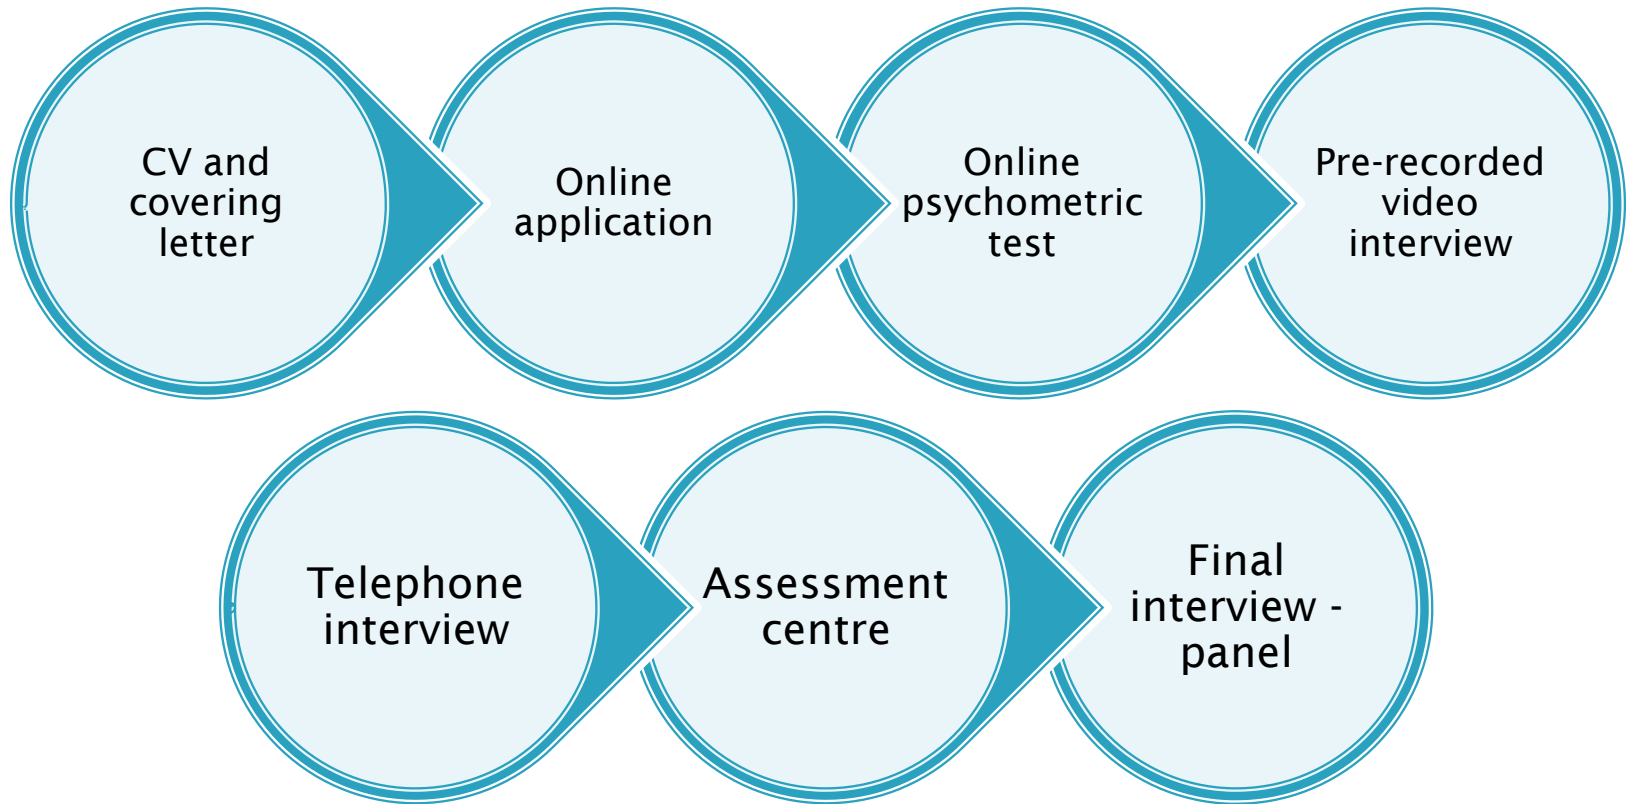 CV and
covering
letter
Online
application
Online
psychometric
test
Pre-recorded
video
interview
Telephone
interview
Assessment
centre
Final
interview -
panel